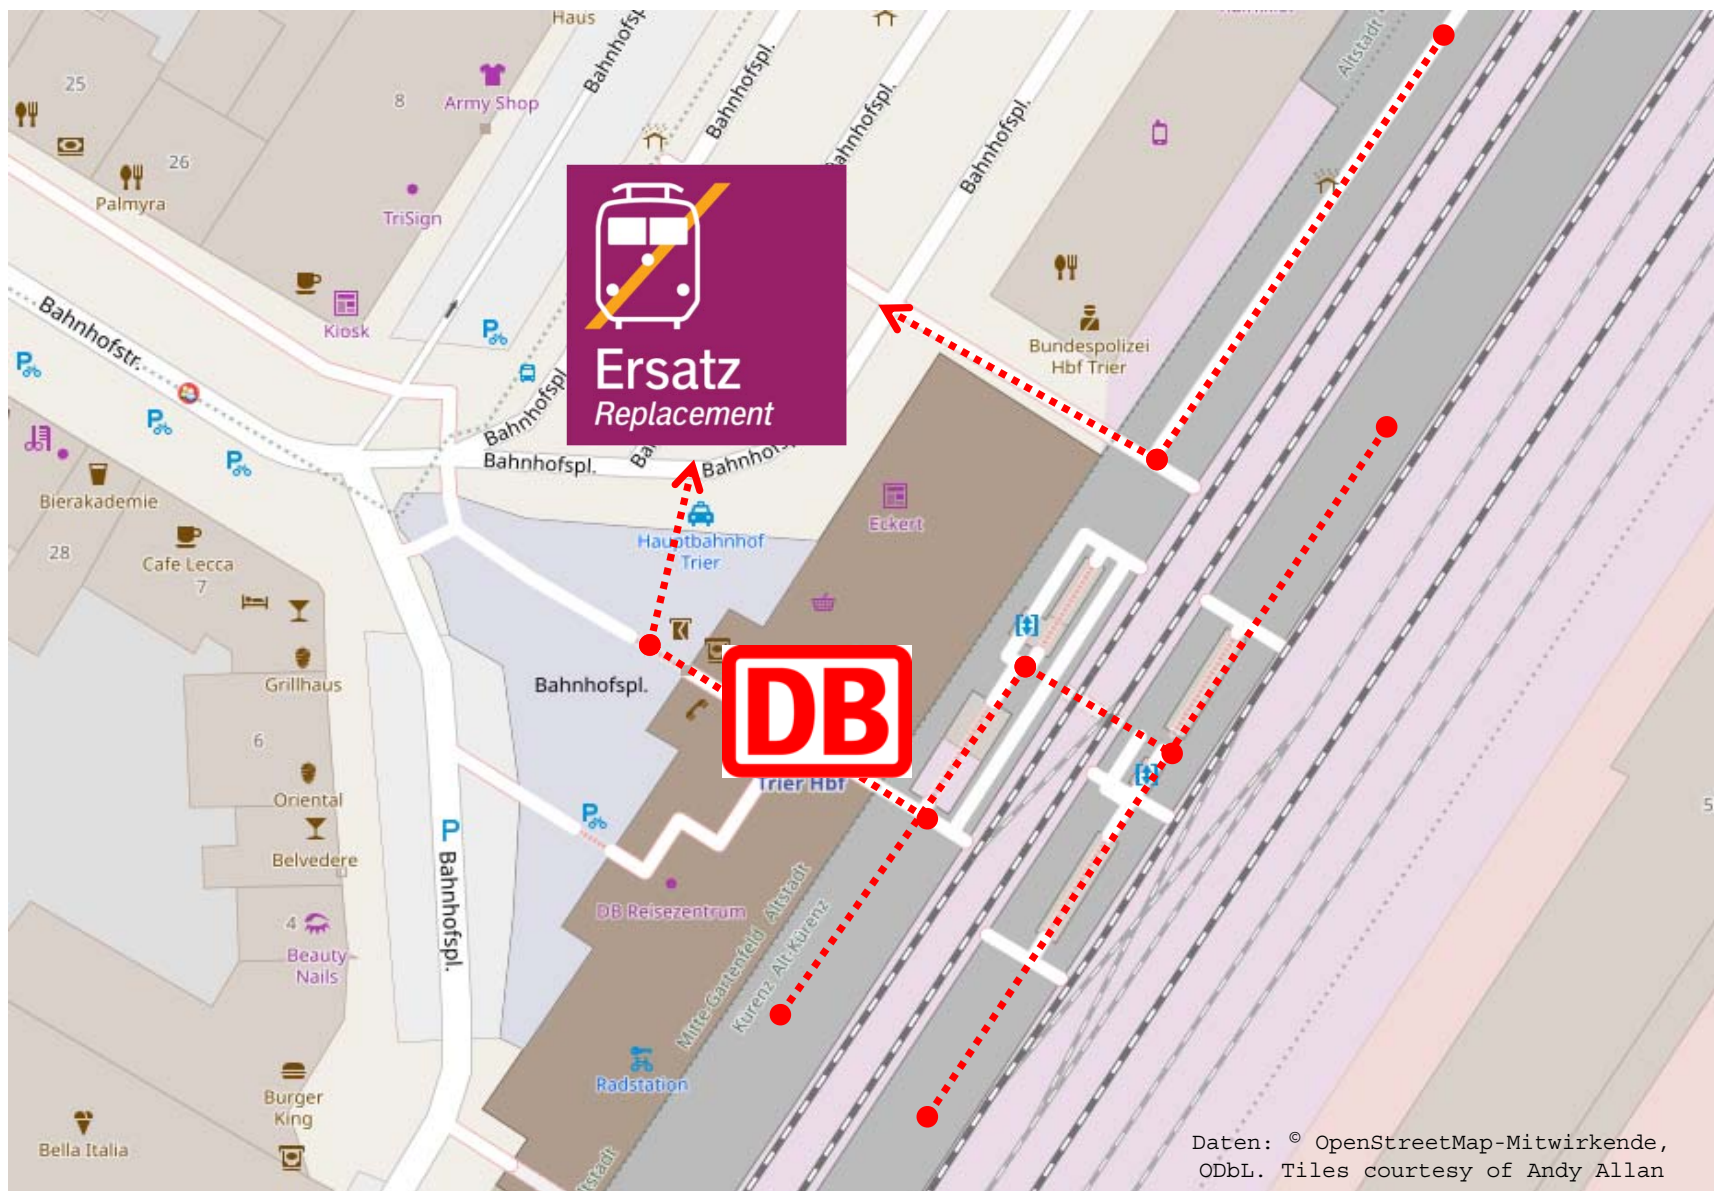 Haus
25
8
Army Shop
Bahnhofspl.
Bahnhofspl.
Bahnhofspl.
26
Palmyra
TriSign
Kiosk
Bahnhofstr.
Ersatz
Replacement
Bundespolizei
Hbf Trier
Bahnhofspl.
Bahnhofspl.
Bierakademie
28
Cafe Lecca
7
Hauptbahnhof
Trier
Eckert
Grillhaus
Bahnhofspl.
DB
Trier Hbf
6
Oriental
P
Belvedere
Bahnhofspl.
4
Beauty
Nails
DB Reisezentrum
Mitte-Gartenfeld Altstadt
Kürenz Alt-Kürenz
Altstadt
Radstation
Burger
King
Bella Italia
5
Daten: © OpenStreetMap-Mitwirkende,
ODbL. Tiles courtesy of Andy Allan